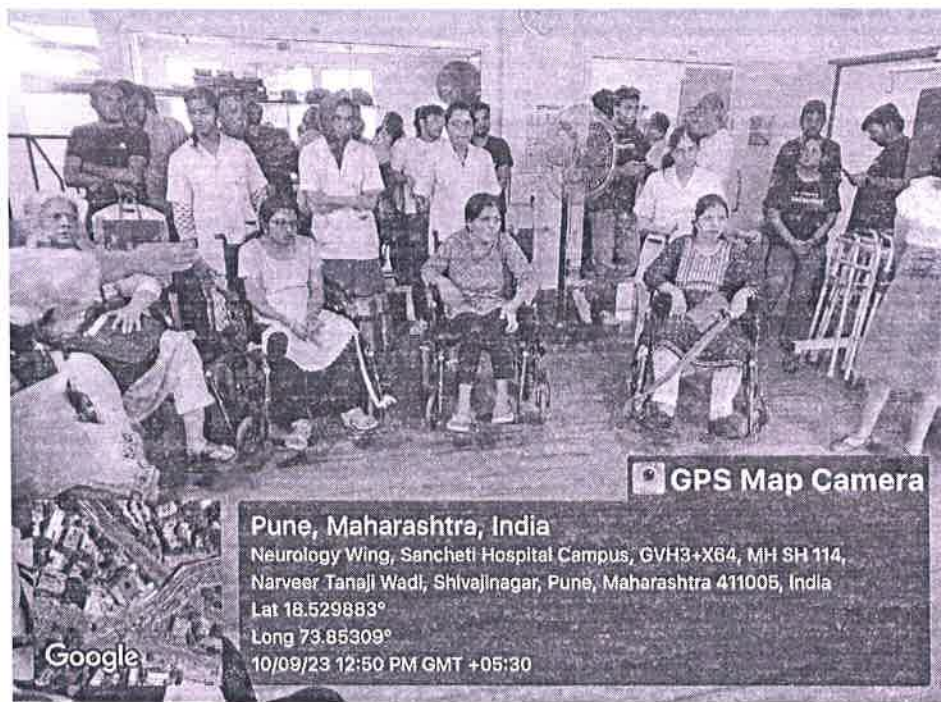 GPS Map Camera
Pune, Maharashtra, India
Neurology Wing, Sancheti Hospital Campus, GVH3+X64, MH SH 114,
Narveer Tanaji Wadi, Shivajinagar, Pune, Maharashtra 411005, India
Lat 18.529883°
Long 73.85309°
10/09/23 12:50 PM GMT +05:30
Google